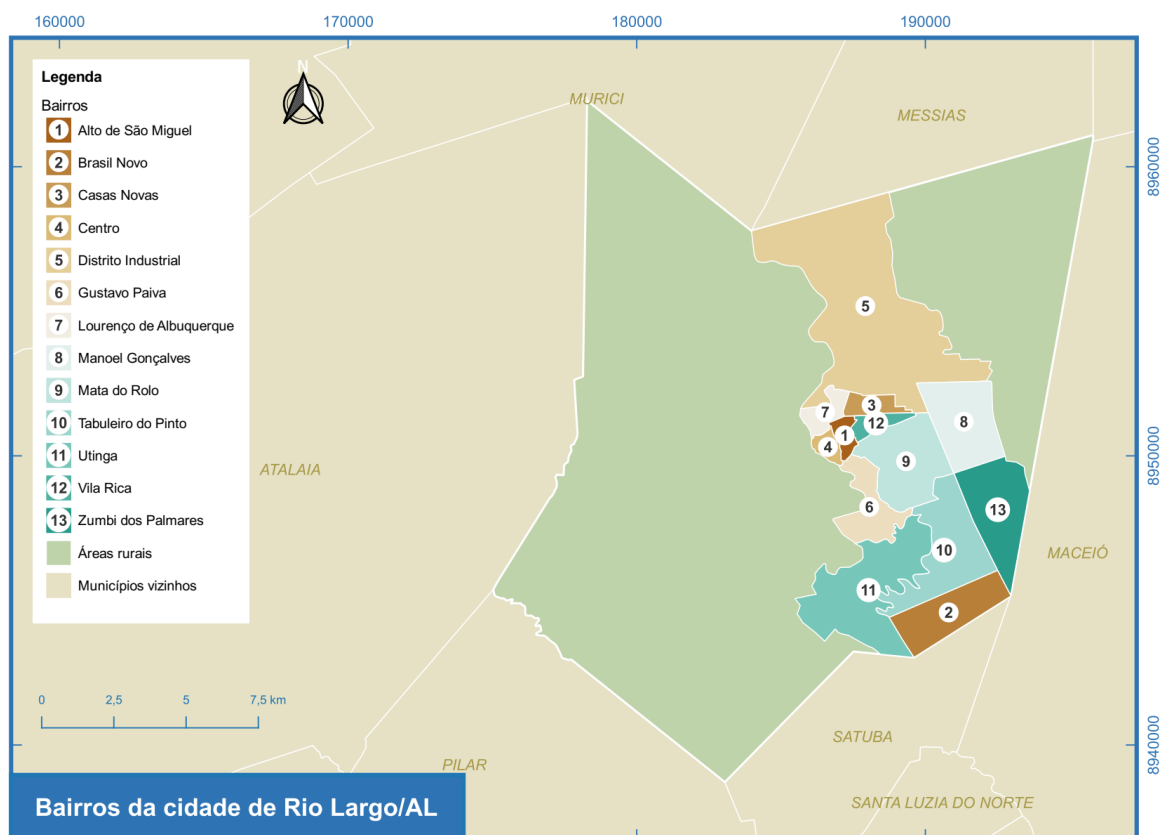 160000
170000
180000
190000
Legenda
Bairros
1 Alto de São Miguel
2 Brasil Novo
3 Casas Novas
4 Centro
5 Distrito Industrial
6 Gustavo Paiva
7 Lourenço de Albuquerque
8 Manoel Gonçalves
9 Mata do Rolo
10 Tabuleiro do Pinto
11 Utinga
12 Vila Rica
13 Zumbi dos Palmares
Áreas rurais
Municípios vizinhos
N
MURICI
MESSIAS
8960000
5
3
7
12
8
1
4
9
8950000
ATALAIA
6
13
10
MACEIÓ
11
2
0 2,5 5 7,5 km
SATUBA
8940000
PILAR
SANTA LUZIA DO NORTE
Bairros da cidade de Rio Largo/AL